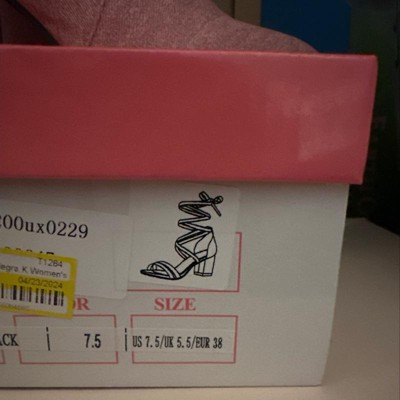 200ux0229
T1284
legra K Women's
04/23/2024
OR SIZE
ACK 7.5 US 7.5/UK 5.5/EUR 38